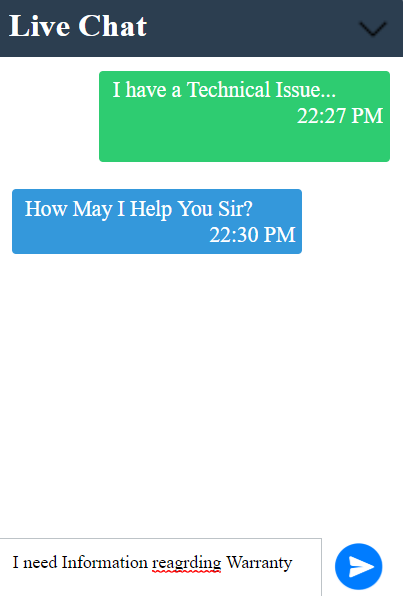 Live Chat
I have a Technical Issue...
22:27 PM
How May I Help You Sir?
22:30 PM
I need Information reagrding Warranty